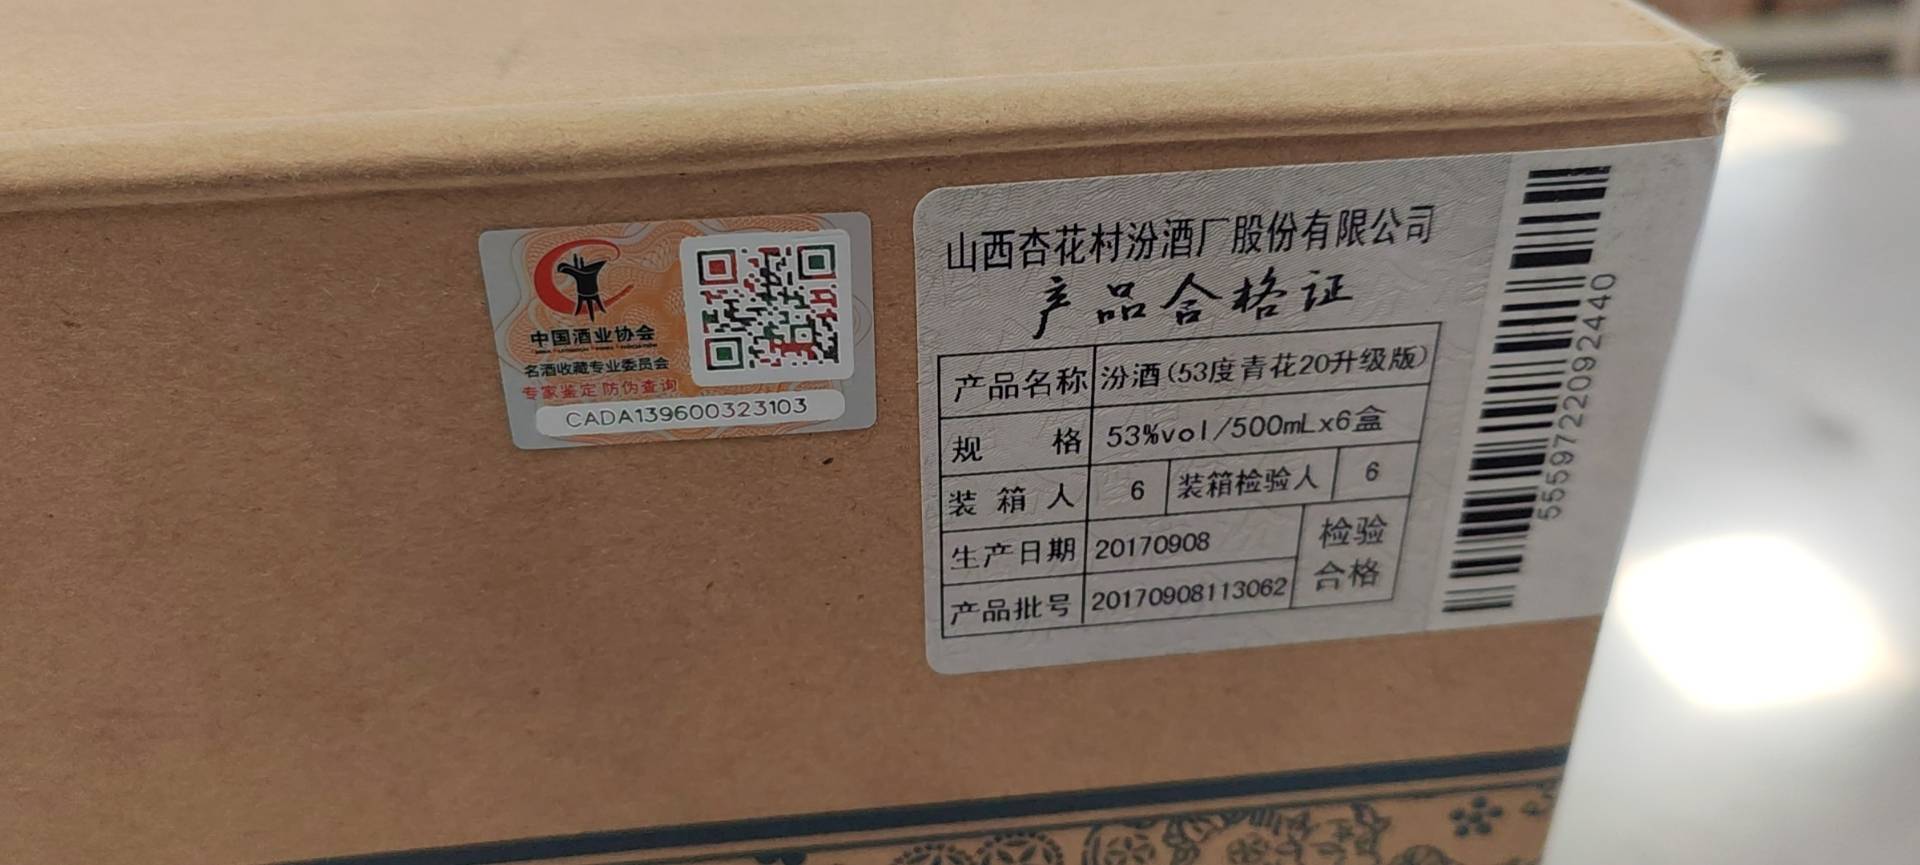 中国酒业协会
名酒收藏专业委员会
专家鉴定 防伪查询
CADA139600323103
山西杏花村汾酒厂股份有限公司
产品合格证
产品名称 汾酒(53度青花20升级版)
规 格 53%vol/500mLx6盒
装箱人 6 装箱检验人 6
生产日期 20170908
检验合格
产品批号 20170908113062
5559722092440